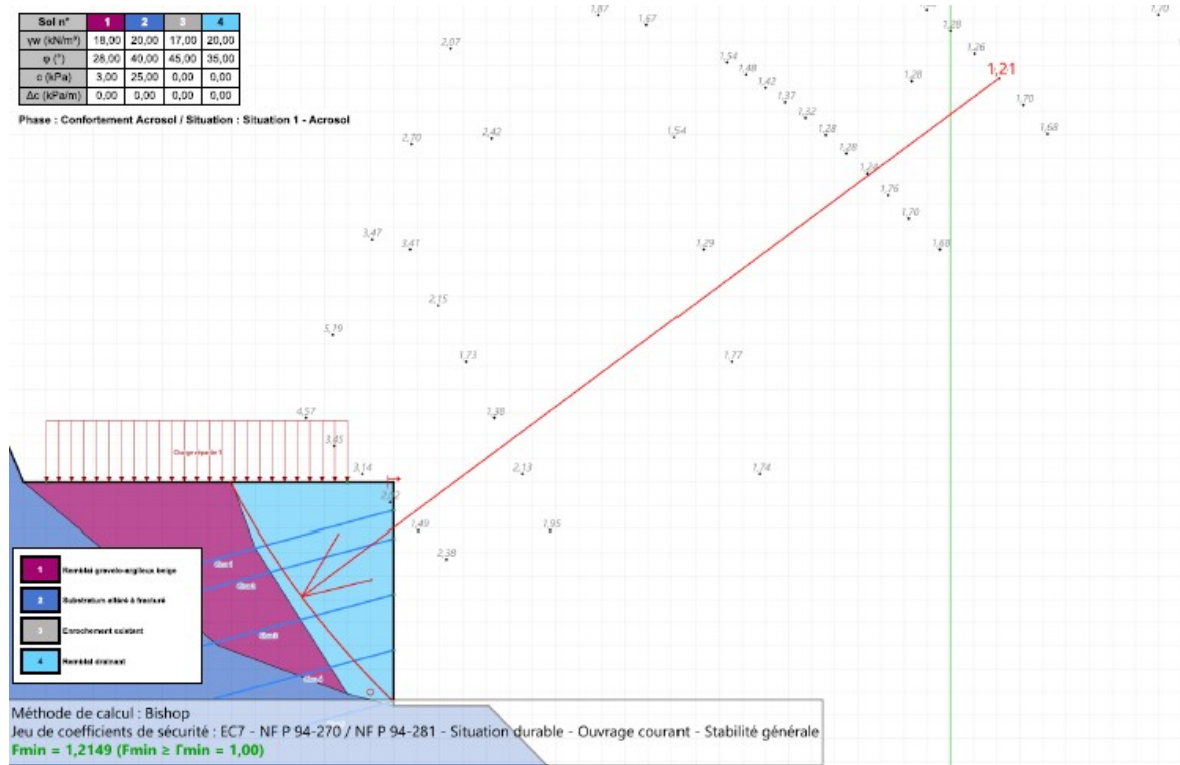 Sol n° 1 2 3 4
γw (kN/m³) 18,00 20,00 17,00 20,00
φ (°) 28,00 40,00 45,00 35,00
c (kPa) 3,00 25,00 0,00 0,00
Δc (kPa/m) 0,00 0,00 0,00 0,00
Phase : Confortement Acrosol / Situation : Situation 1 - Acrosol
1,87
1,67
1,28
1,70
2,07
1,26
1,54
1,48
1,21
1,42
1,28
1,37
1,70
1,32
1,68
2,70
2,42
1,54
1,28
1,28
1,24
1,76
1,70
3,47
3,41
1,29
1,68
2,15
5,19
1,73
1,77
4,57
1,38
3,45
3,14
2,13
1,74
1,49
1,95
2,38
Charge répartie 1
1 Remblai gravelo-argileux beige
2 Substratum altéré à fracturé
3 Enrochement existant
4 Remblai drainant
Méthode de calcul : Bishop
Jeu de coefficients de sécurité : EC7 - NF P 94-270 / NF P 94-281 - Situation durable - Ouvrage courant - Stabilité générale
Fmin = 1,2149 (Fmin ≥ Γmin = 1,00)